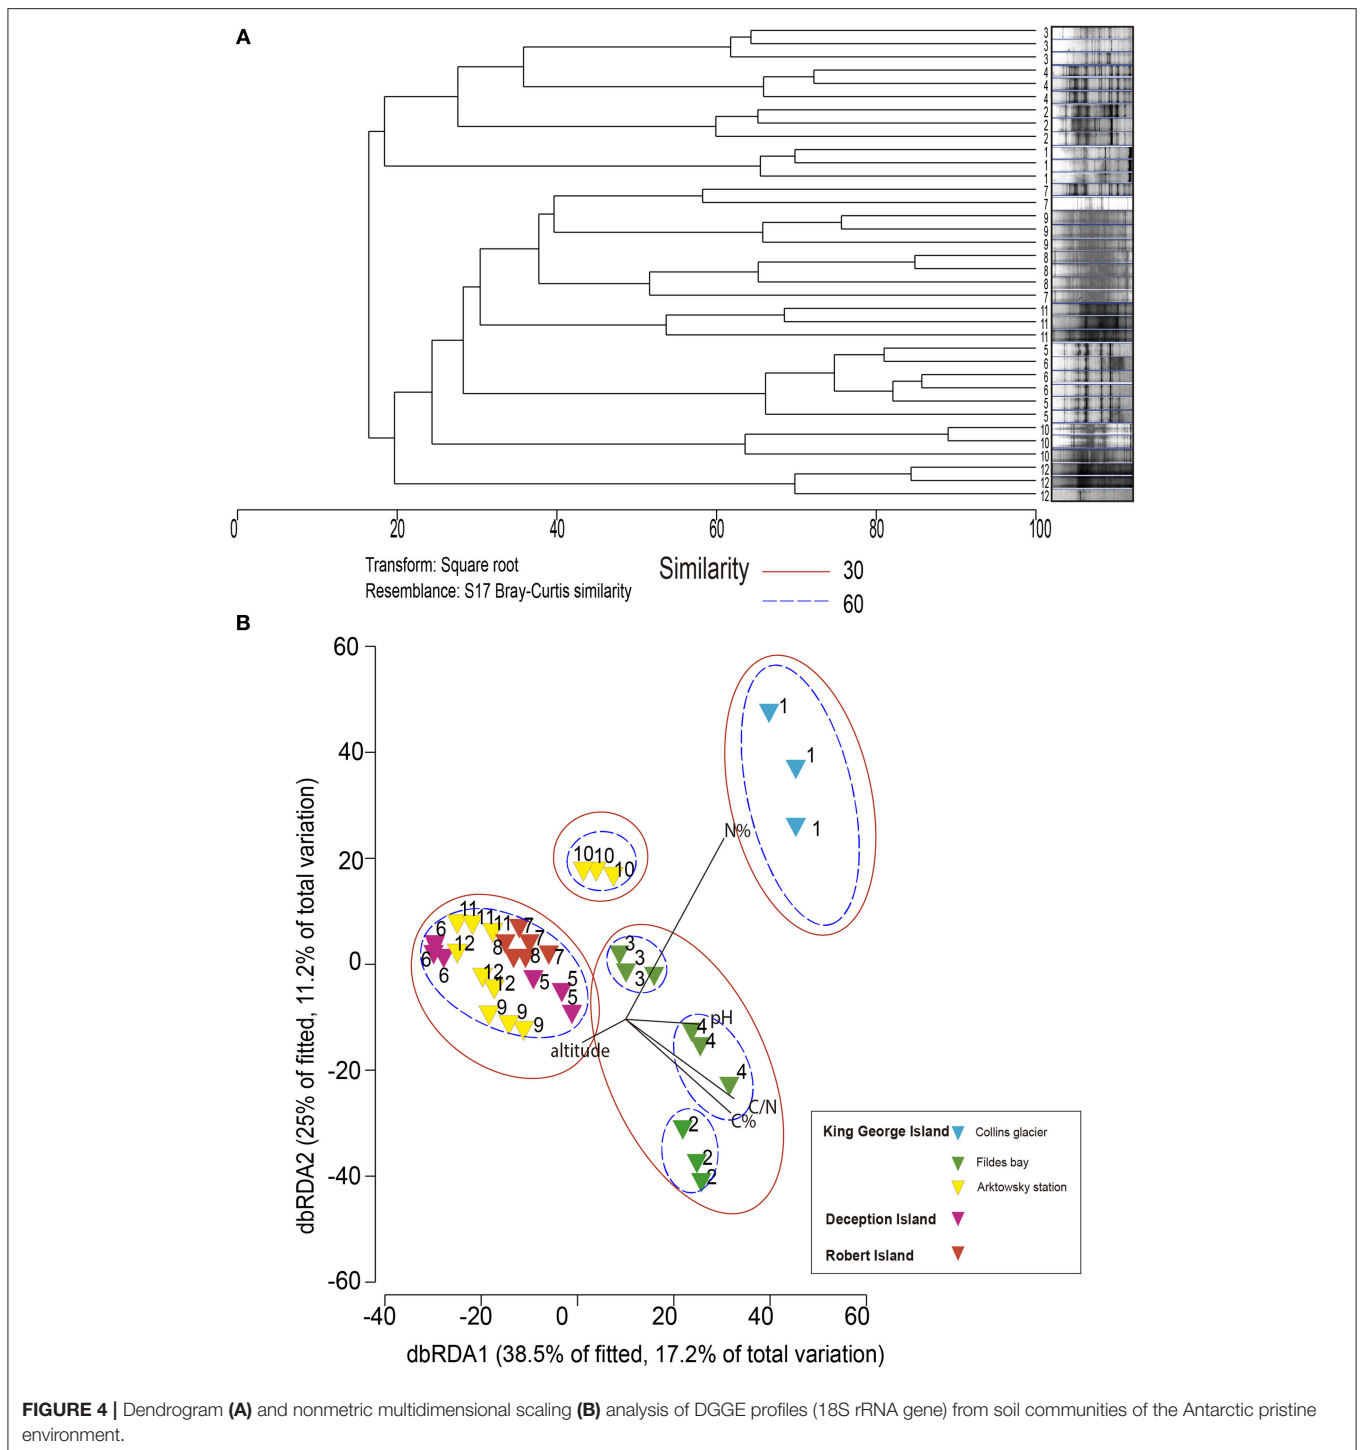 A
3
3
3
4
4
4
2
2
2
1
1
1
7
7
9
9
9
8
8
8
7
11
11
11
5
6
6
6
5
5
10
10
10
12
12
12
0 20 40 60 80 100
Transform: Square root
Resemblance: S17 Bray-Curtis similarity
Similarity
30
60
B
60
40
20
0
-20
-40
-60
dbRDA2 (25% of fitted, 11.2% of total variation)
1
1
1
N%
10 10 10
11 11 11 7
6 12 8 7
6 6 8 7
12 12 5 5
5
9 9 9
3
3
3
pH
4
4
4
altitude
C/N
C%
2
2
2
King George Island Collins glacier
Fildes bay
Arktowsky station
Deception Island
Robert Island
-40 -20 0 20 40 60
dbRDA1 (38.5% of fitted, 17.2% of total variation)
FIGURE 4 | Dendrogram (A) and nonmetric multidimensional scaling (B) analysis of DGGE profiles (18S rRNA gene) from soil communities of the Antarctic pristine
environment.